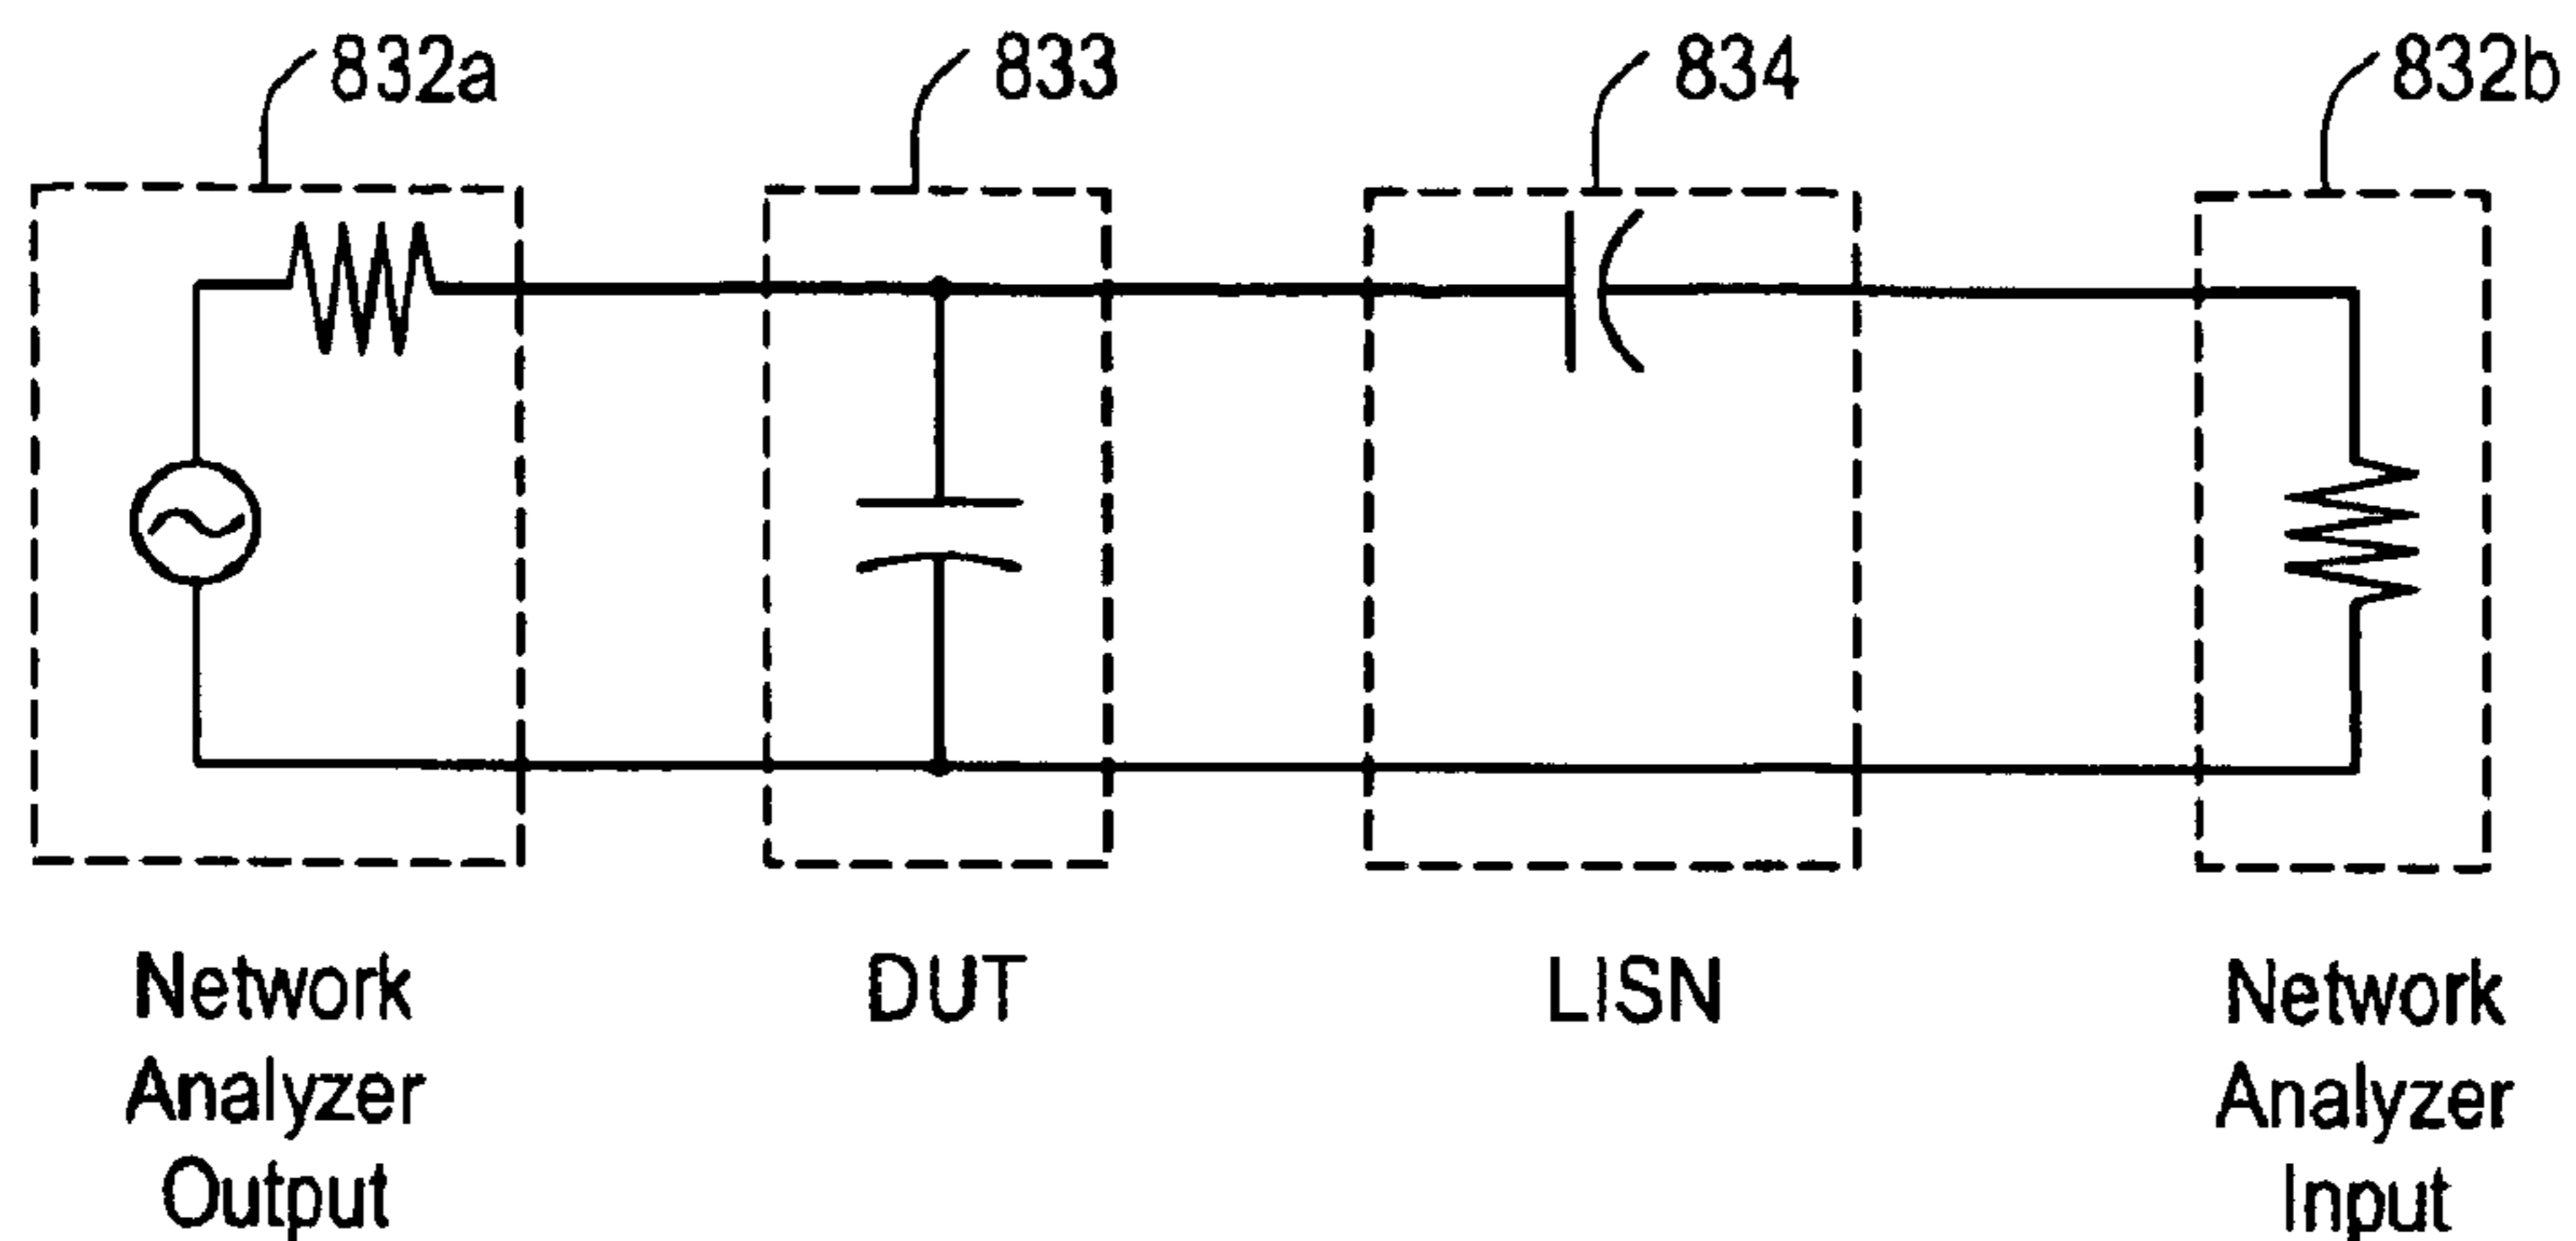 832a
833
834
832b
Network
Analyzer
Output
DUT
LISN
Network
Analyzer
Input